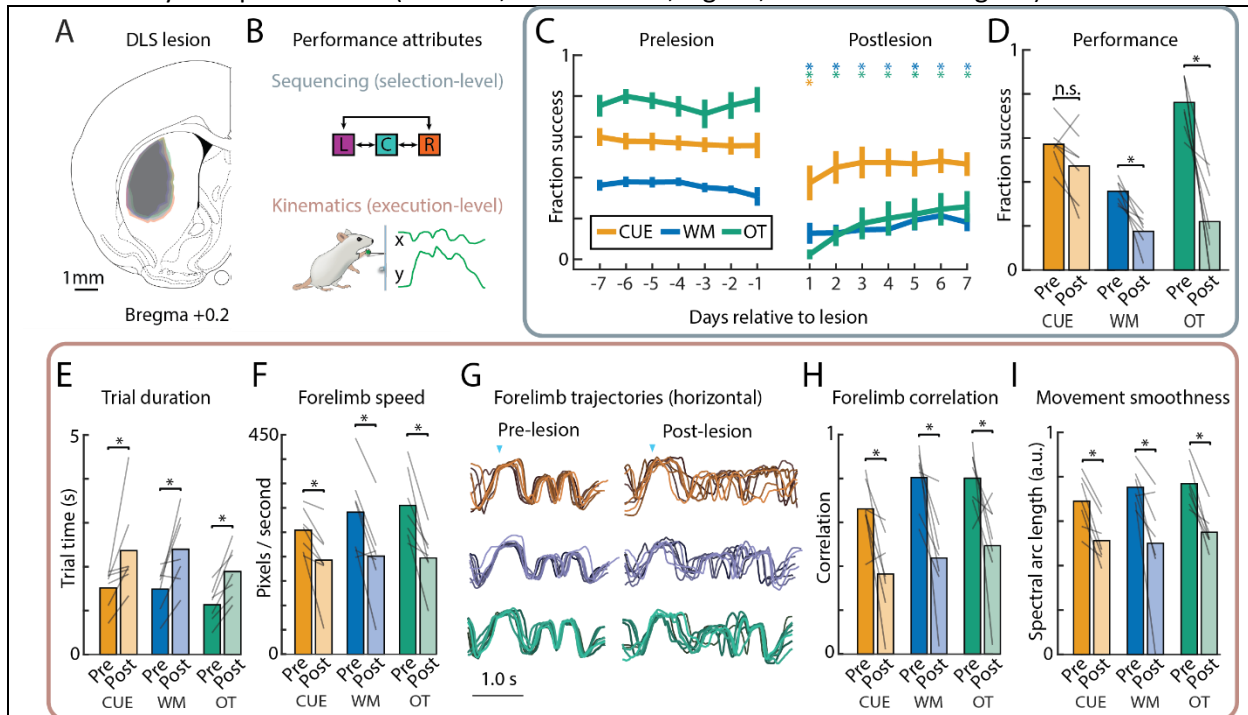 A
DLS lesion
1mm
Bregma +0.2
B
Performance attributes
Sequencing (selection-level)
L
C
R
Kinematics (execution-level)
x
y
C
Prelesion
Postlesion
Fraction success
1
0
CUE
WM
OT
* * * * * * *
* * * * * * *
*
-7 -6 -5 -4 -3 -2 -1 1 2 3 4 5 6 7
Days relative to lesion
D
Performance
Fraction success
1
0
n.s.
*
*
Pre Post Pre Post Pre Post
CUE WM OT
E
Trial duration
Trial time (s)
5
0
*
*
*
Pre Post Pre Post Pre Post
CUE WM OT
F
Forelimb speed
Pixels / second
450
0
*
*
*
Pre Post Pre Post Pre Post
CUE WM OT
G
Forelimb trajectories (horizontal)
Pre-lesion
Post-lesion
1.0 s
H
Forelimb correlation
Correlation
1
0
*
*
*
Pre Post Pre Post Pre Post
CUE WM OT
I
Movement smoothness
Spectral arc length (a.u.)
1
0
*
*
*
Pre Post Pre Post Pre Post
CUE WM OT